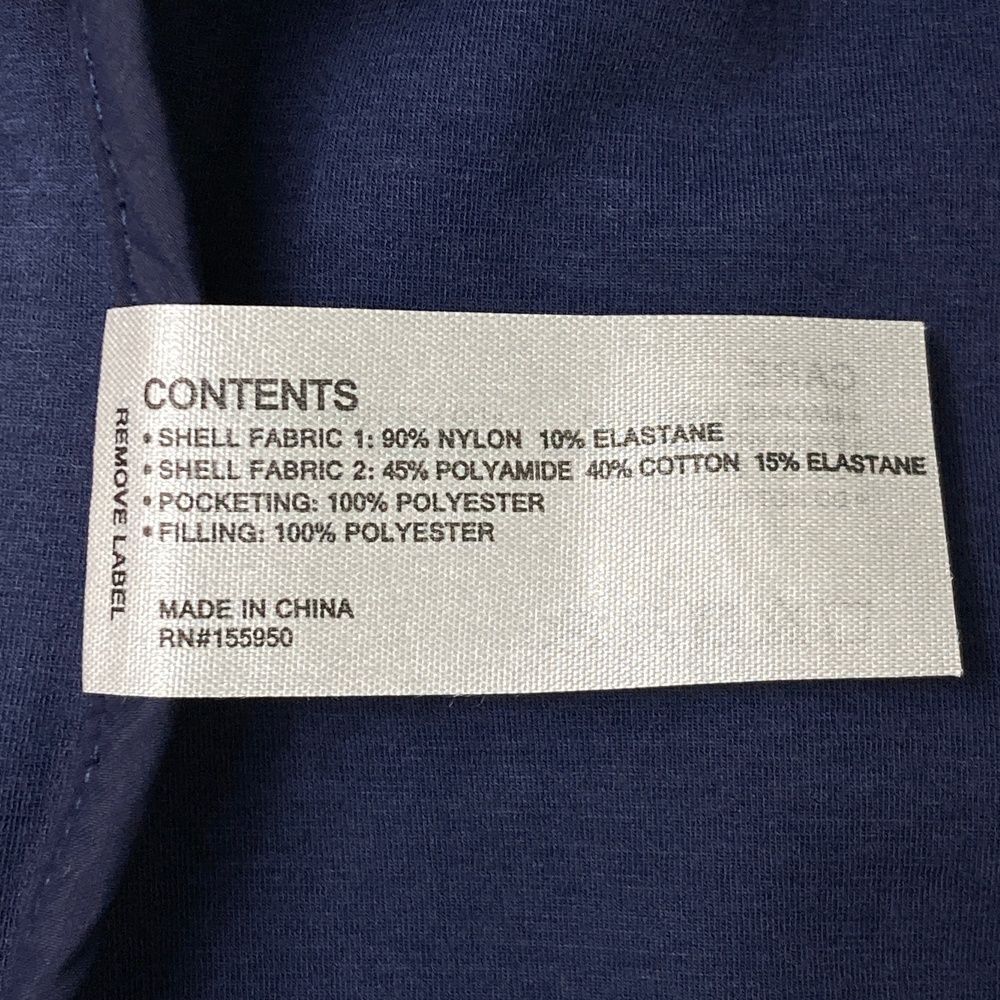 CONTENTS
• SHELL FABRIC 1: 90% NYLON 10% ELASTANE
• SHELL FABRIC 2: 45% POLYAMIDE 40% COTTON 15% ELASTANE
• POCKETING: 100% POLYESTER
• FILLING: 100% POLYESTER
MADE IN CHINA
RN#155950
REMOVE LABEL